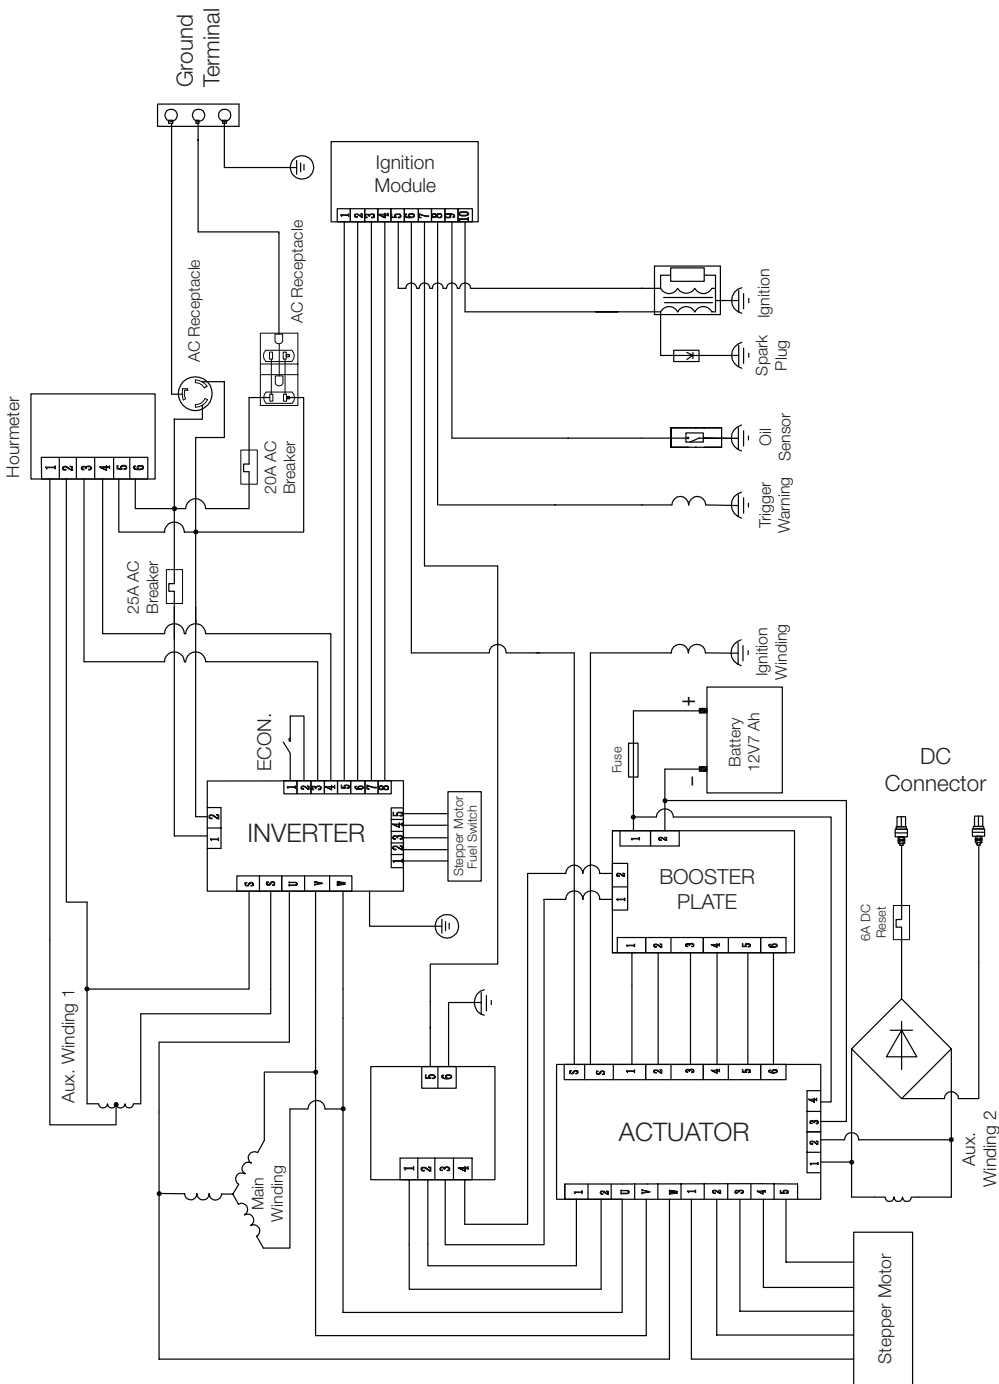 Ground
Terminal
Ignition
Module
1
2
3
4
5
6
7
8
9
10
AC Receptacle
AC Receptacle
Hourmeter
1
2
3
4
5
6
20A AC
Breaker
25A AC
Breaker
Ignition
Spark
Plug
Oil
Sensor
Trigger
Warning
Ignition
Winding
ECON.
INVERTER
1
2
1
2
3
4
5
6
7
8
1
2
3
4
5
S
S
U
V
W
Stepper Motor
Fuel Switch
Fuse
+
-
Battery
12V7 Ah
DC
Connector
6A DC
Reset
BOOSTER
PLATE
1
2
1
2
1
2
3
4
5
6
Aux. Winding 1
Main
Winding
5
6
1
2
3
4
ACTUATOR
S
S
1
2
3
4
5
6
1
2
3
4
1
2
U
V
W
1
2
3
4
5
Aux.
Winding 2
Stepper Motor